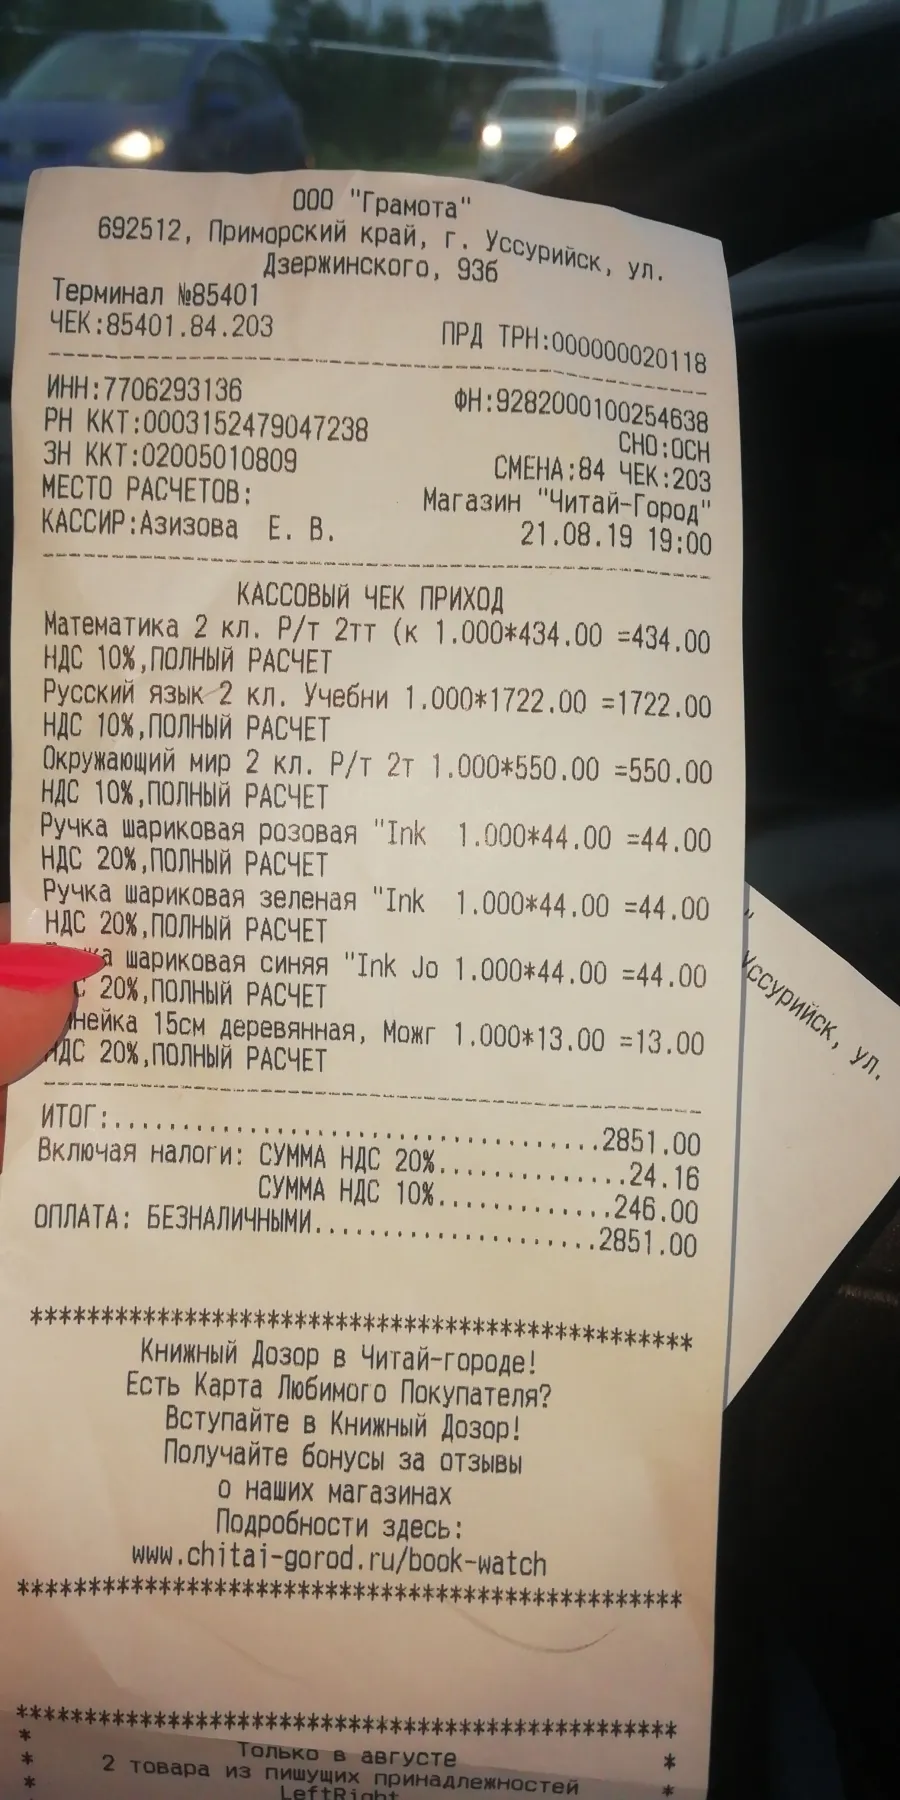 ООО "Грамота"
692512, Приморский край, г. Уссурийск, ул.
Дзержинского, 93б
Терминал №85401
ЧЕК:85401.84.203 ПРД ТРН:000000020118
ИНН:7706293136 ФН:9282000100254638
РН ККТ:0003152479047238 СНО:ОСН
ЗН ККТ:02005010809 СМЕНА:84 ЧЕК:203
МЕСТО РАСЧЕТОВ: Магазин "Читай-Город"
КАССИР:Азизова Е. В. 21.08.19 19:00
КАССОВЫЙ ЧЕК ПРИХОД
Математика 2 кл. Р/т 2тт (к 1.000*434.00 =434.00
НДС 10%,ПОЛНЫЙ РАСЧЕТ
Русский язык 2 кл. Учебни 1.000*1722.00 =1722.00
НДС 10%,ПОЛНЫЙ РАСЧЕТ
Окружающий мир 2 кл. Р/т 2т 1.000*550.00 =550.00
НДС 10%,ПОЛНЫЙ РАСЧЕТ
Ручка шариковая розовая "Ink 1.000*44.00 =44.00
НДС 20%,ПОЛНЫЙ РАСЧЕТ
Ручка шариковая зеленая "Ink 1.000*44.00 =44.00
НДС 20%,ПОЛНЫЙ РАСЧЕТ
шариковая синяя "Ink Jo 1.000*44.00 =44.00
20%,ПОЛНЫЙ РАСЧЕТ
нейка 15см деревянная, Можг 1.000*13.00 =13.00
НДС 20%,ПОЛНЫЙ РАСЧЕТ
ИТОГ:..................................2851.00
Включая налоги: СУММА НДС 20%.............24.16
СУММА НДС 10%............246.00
ОПЛАТА: БЕЗНАЛИЧНЫМИ....................2851.00
************************************************
Книжный Дозор в Читай-городе!
Есть Карта Любимого Покупателя?
Вступайте в Книжный Дозор!
Получайте бонусы за отзывы
о наших магазинах
Подробности здесь:
www.chitai-gorod.ru/book-watch
************************************************
************************************************
* Только в августе *
* 2 товара из пишущих принадлежностей *
* LeftRight
"
Уссурийск, ул.